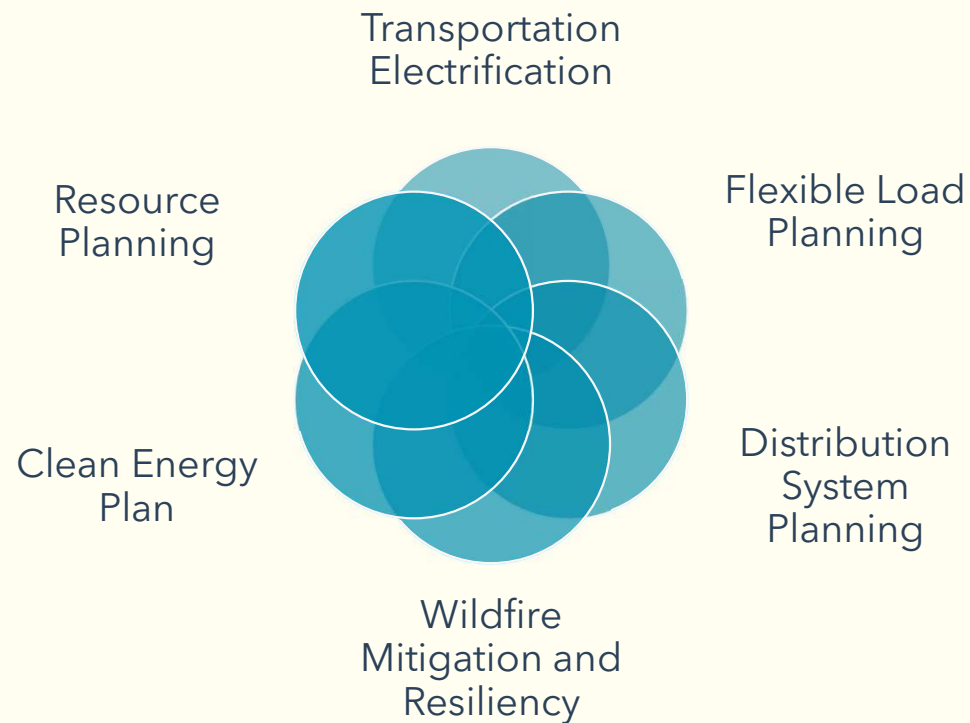 Transportation
Electrification
Resource
Planning
Flexible Load
Planning
Clean Energy
Plan
Distribution
System
Planning
Wildfire
Mitigation and
Resiliency